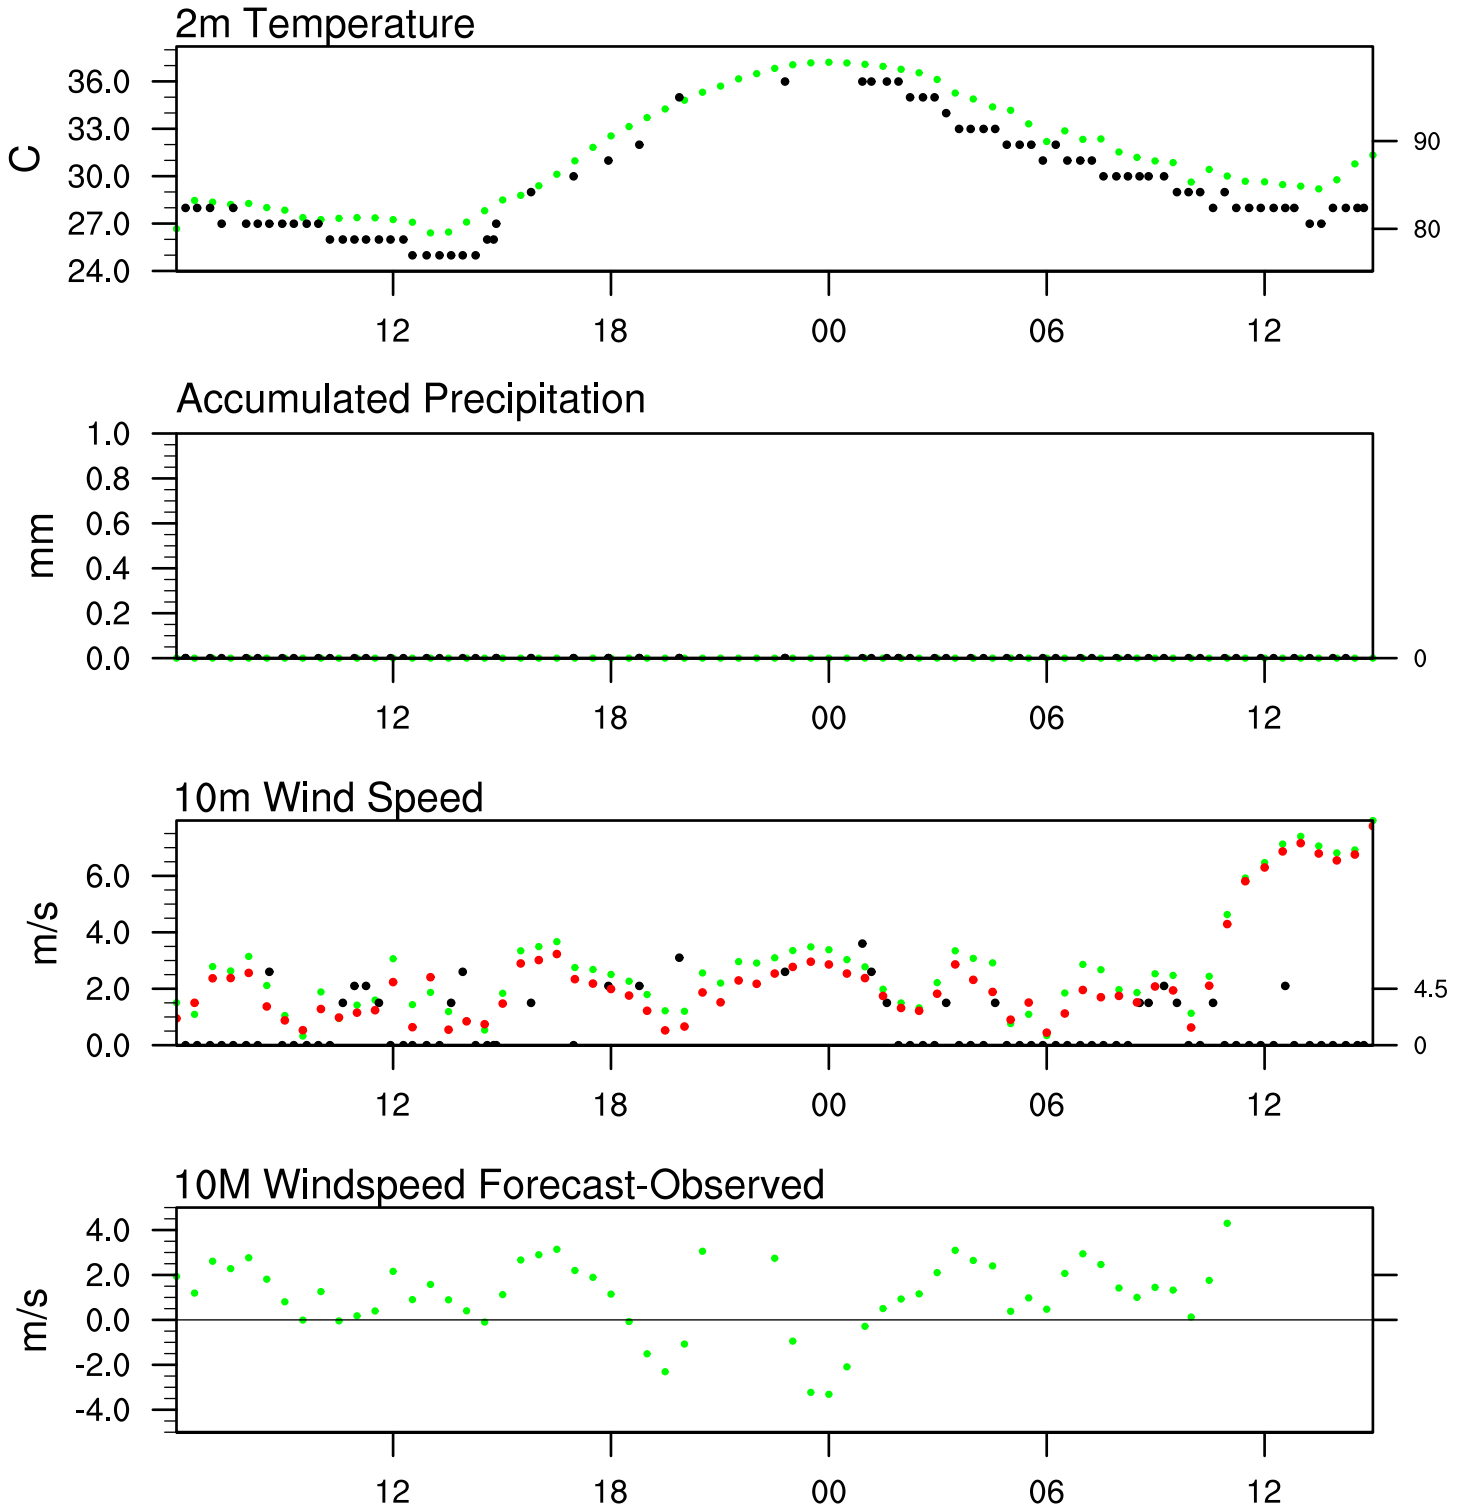 2m Temperature
36.0
33.0
30.0
27.0
24.0
C
90
80
12 18 00 06 12
Accumulated Precipitation
1.0
0.8
0.6
0.4
0.2
0.0
mm
0
12 18 00 06 12
10m Wind Speed
6.0
4.0
2.0
0.0
m/s
4.5
0
12 18 00 06 12
10M Windspeed Forecast-Observed
4.0
2.0
0.0
-2.0
-4.0
m/s
12 18 00 06 12